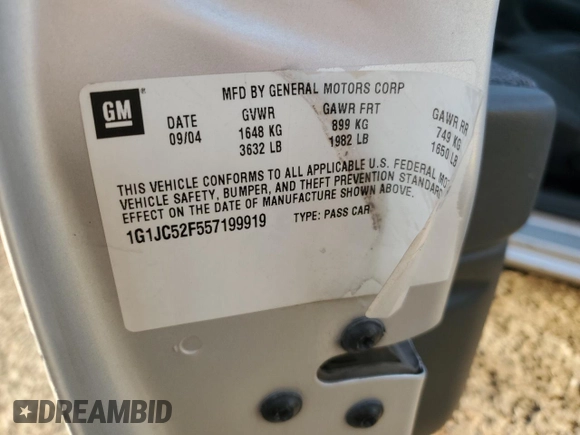 GM
MFD BY GENERAL MOTORS CORP
DATE GVWR GAWR FRT GAWR RR
09/04 1648 KG 899 KG 749 KG
3632 LB 1982 LB 1650 LB
THIS VEHICLE CONFORMS TO ALL APPLICABLE U.S. FEDERAL
VEHICLE SAFETY, BUMPER, AND THEFT PREVENTION STANDARD
EFFECT ON THE DATE OF MANUFACTURE SHOWN ABOVE.
1G1JC52F557199919 TYPE: PASS CAR
DREAMBID